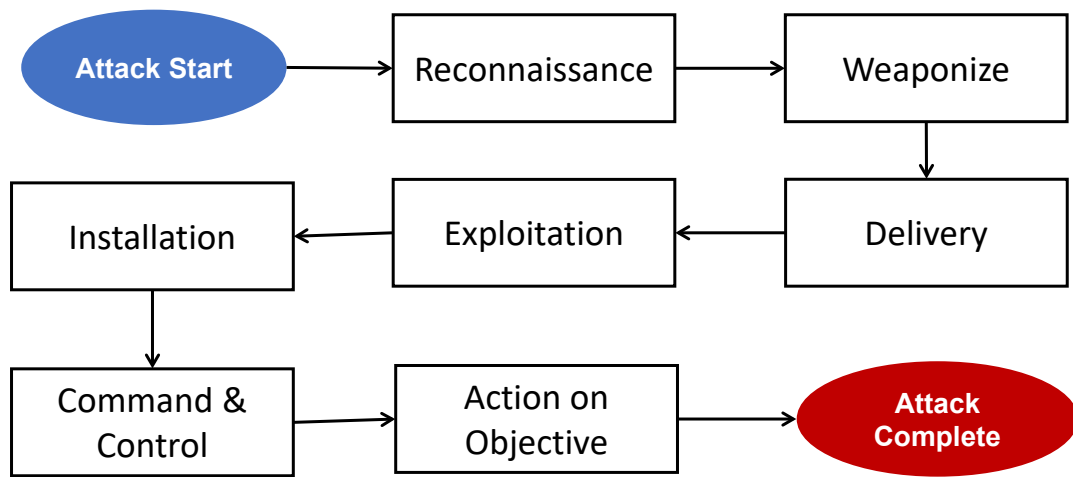 Attack Start
Reconnaissance
Weaponize
Installation
Exploitation
Delivery
Command &
Control
Action on
Objective
Attack
Complete